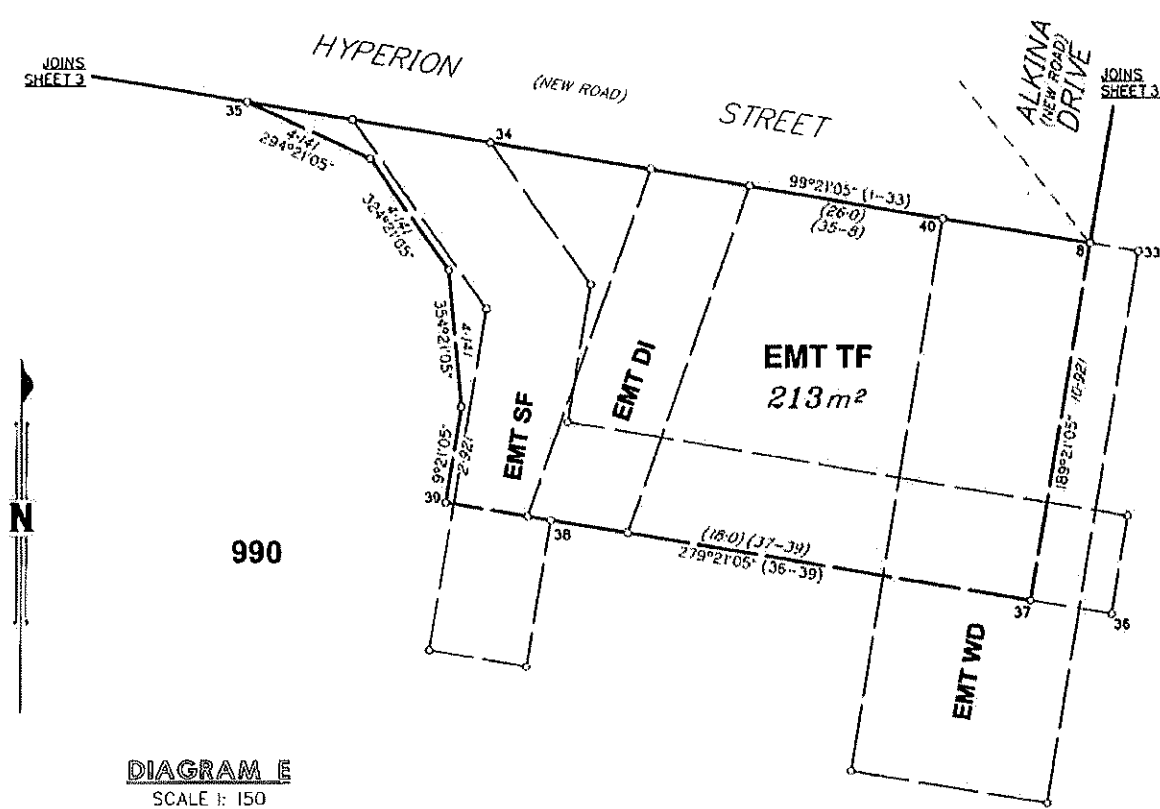 JOINS
SHEET 3
HYPERION
(NEW ROAD)
STREET
ALKINA
(NEW ROAD)
DRIVE
JOINS
SHEET 3
35
34
4·141
294°21'05"
99°21'05" (1-33)
(26·0)
(35-8)
40
8
33
4·141
324°21'05"
4·141
354°21'05"
EMT DI
EMT TF
213m²
EMT SF
10·921
189°21'05"
9°21'05"
2·921
39
38
(18·0) (37-39)
279°21'05" (36-39)
37
36
N
990
EMT WD
DIAGRAM E
SCALE 1: 150